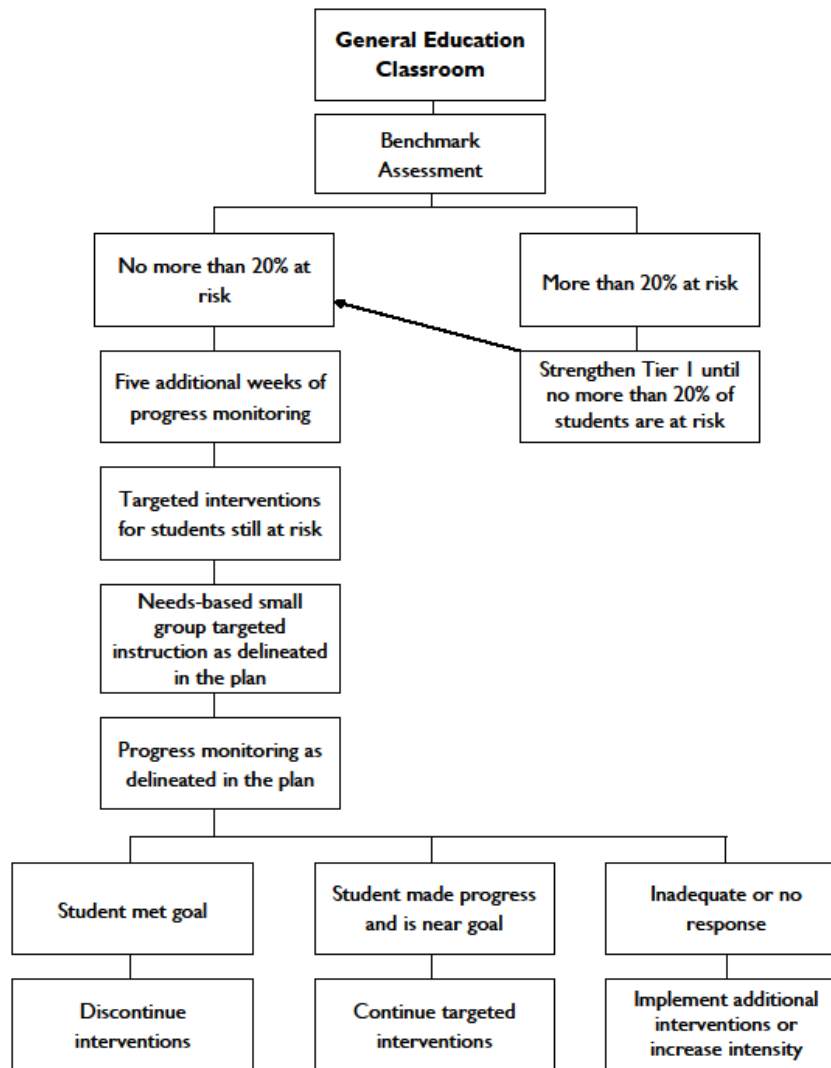 General Education
Classroom
Benchmark
Assessment
No more than 20% at
risk
More than 20% at risk
Five additional weeks of
progress monitoring
Strengthen Tier 1 until
no more than 20% of
students are at risk
Targeted interventions
for students still at risk
Needs-based small
group targeted
instruction as delineated
in the plan
Progress monitoring as
delineated in the plan
Student met goal
Student made progress
and is near goal
Inadequate or no
response
Discontinue
interventions
Continue targeted
interventions
Implement additional
interventions or
increase intensity